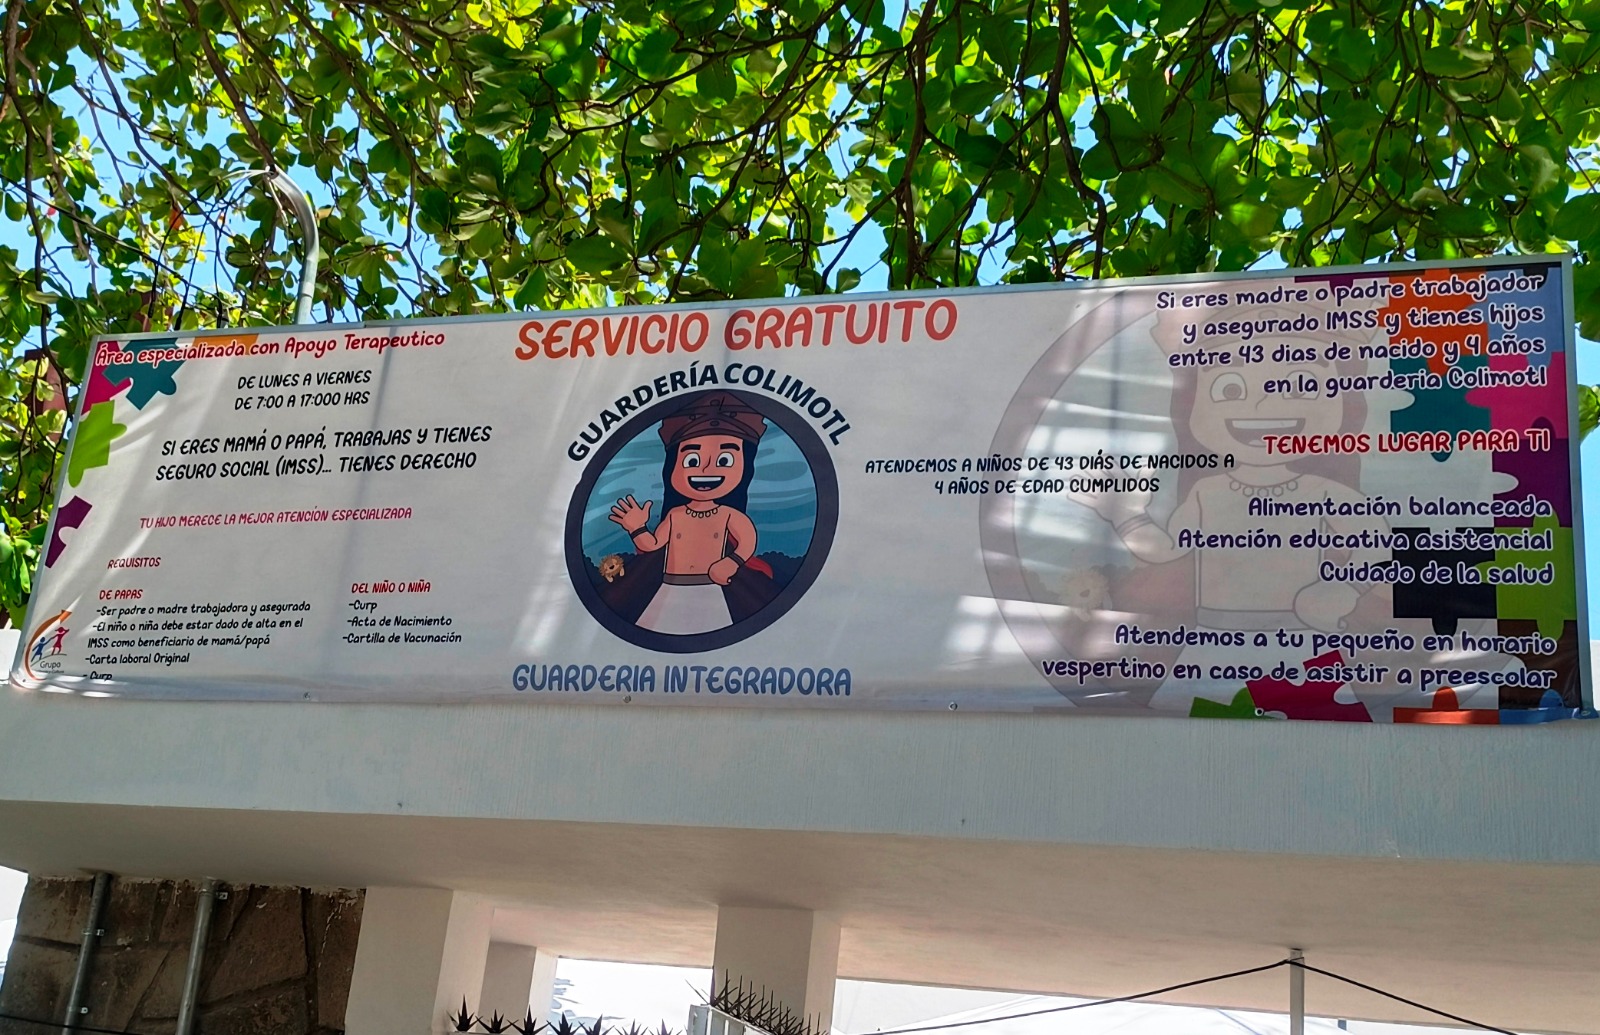 Área especializada con Apoyo Terapeutico
DE LUNES A VIERNES
DE 7:00 A 17:000 HRS
SI ERES MAMÁ O PAPÁ, TRABAJAS Y TIENES
SEGURO SOCIAL (IMSS)... TIENES DERECHO
TU HIJO MERECE LA MEJOR ATENCIÓN ESPECIALIZADA
REQUISITOS
DE PAPAS
-Ser padre o madre trabajadora y asegurada
-El niño o niña debe estar dado de alta en el
IMSS como beneficiario de mamá/papá
-Carta laboral Original
- Curp
DEL NIÑO O NIÑA
-Curp
-Acta de Nacimiento
-Cartilla de Vacunación
Grupo
SERVICIO GRATUITO
GUARDERÍA COLIMOTL
GUARDERIA INTEGRADORA
ATENDEMOS A NIÑOS DE 43 DIÁS DE NACIDOS A
4 AÑOS DE EDAD CUMPLIDOS
Si eres madre o padre trabajador
y asegurado IMSS y tienes hijos
entre 43 dias de nacido y 4 años
en la guarderia Colimotl
TENEMOS LUGAR PARA TI
Alimentación balanceada
Atención educativa asistencial
Cuidado de la salud
Atendemos a tu pequeño en horario
vespertino en caso de asistir a preescolar